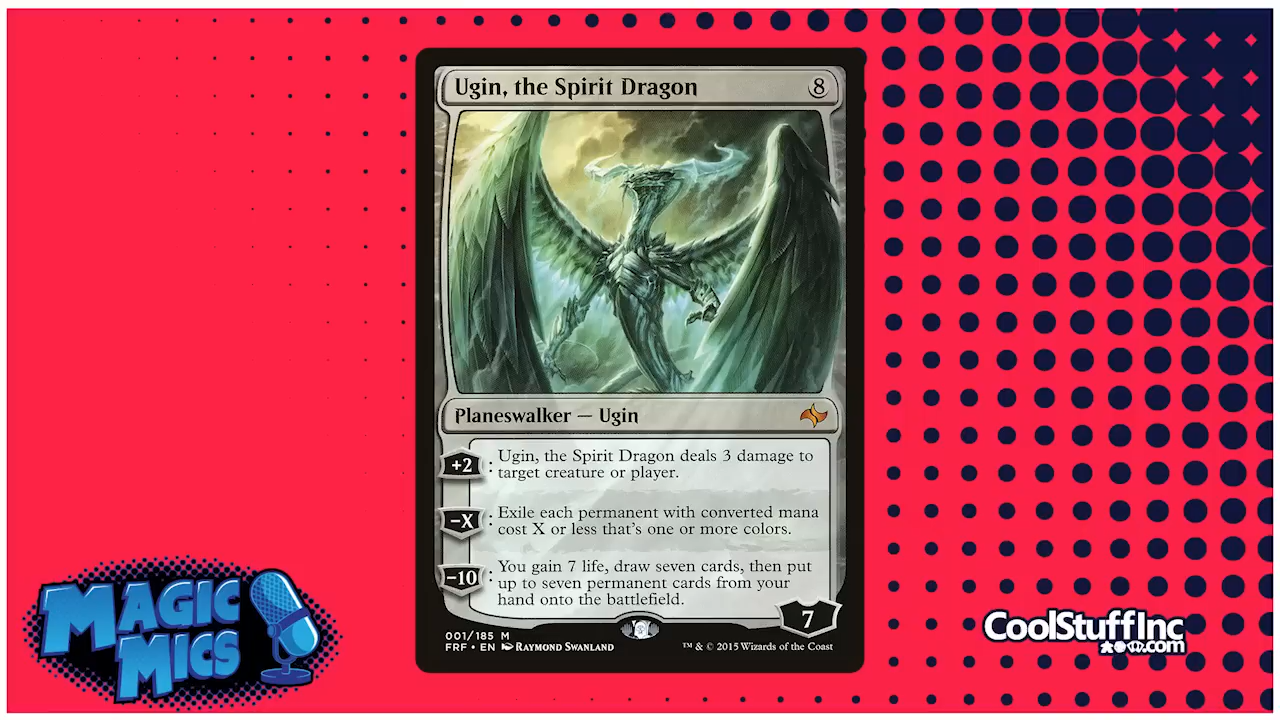 Ugin, the Spirit Dragon 8
Planeswalker — Ugin
+2 : Ugin, the Spirit Dragon deals 3 damage to
target creature or player.
−X : Exile each permanent with converted mana
cost X or less that's one or more colors.
−10 : You gain 7 life, draw seven cards, then put
up to seven permanent cards from your
hand onto the battlefield.
7
001/185 M
FRF • EN Raymond Swanland
™ & © 2015 Wizards of the Coast
MAGIC
MICS
CoolStuffInc
.com